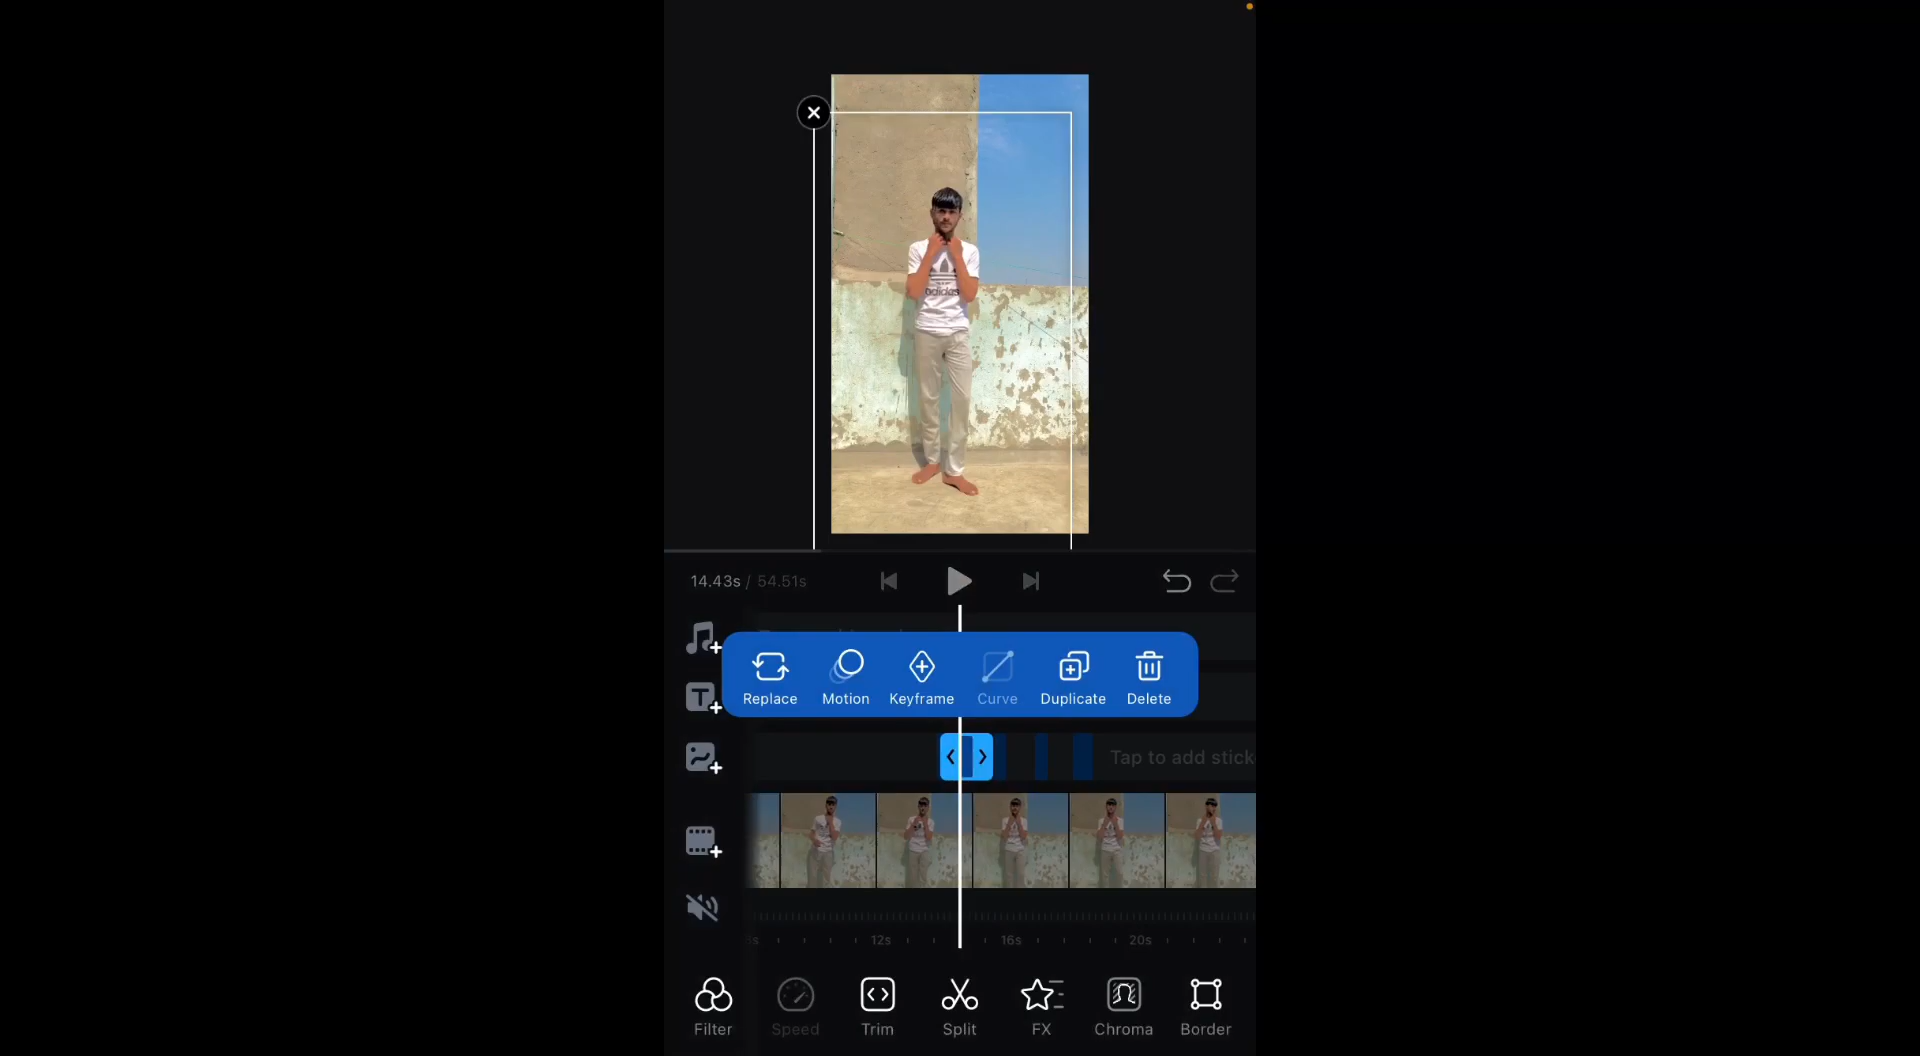 adidas
14.43s / 54.51s
Replace
Motion
Keyframe
Curve
Duplicate
Delete
Tap to add stick
12s
16s
20s
Filter
Speed
Trim
Split
FX
Chroma
Border